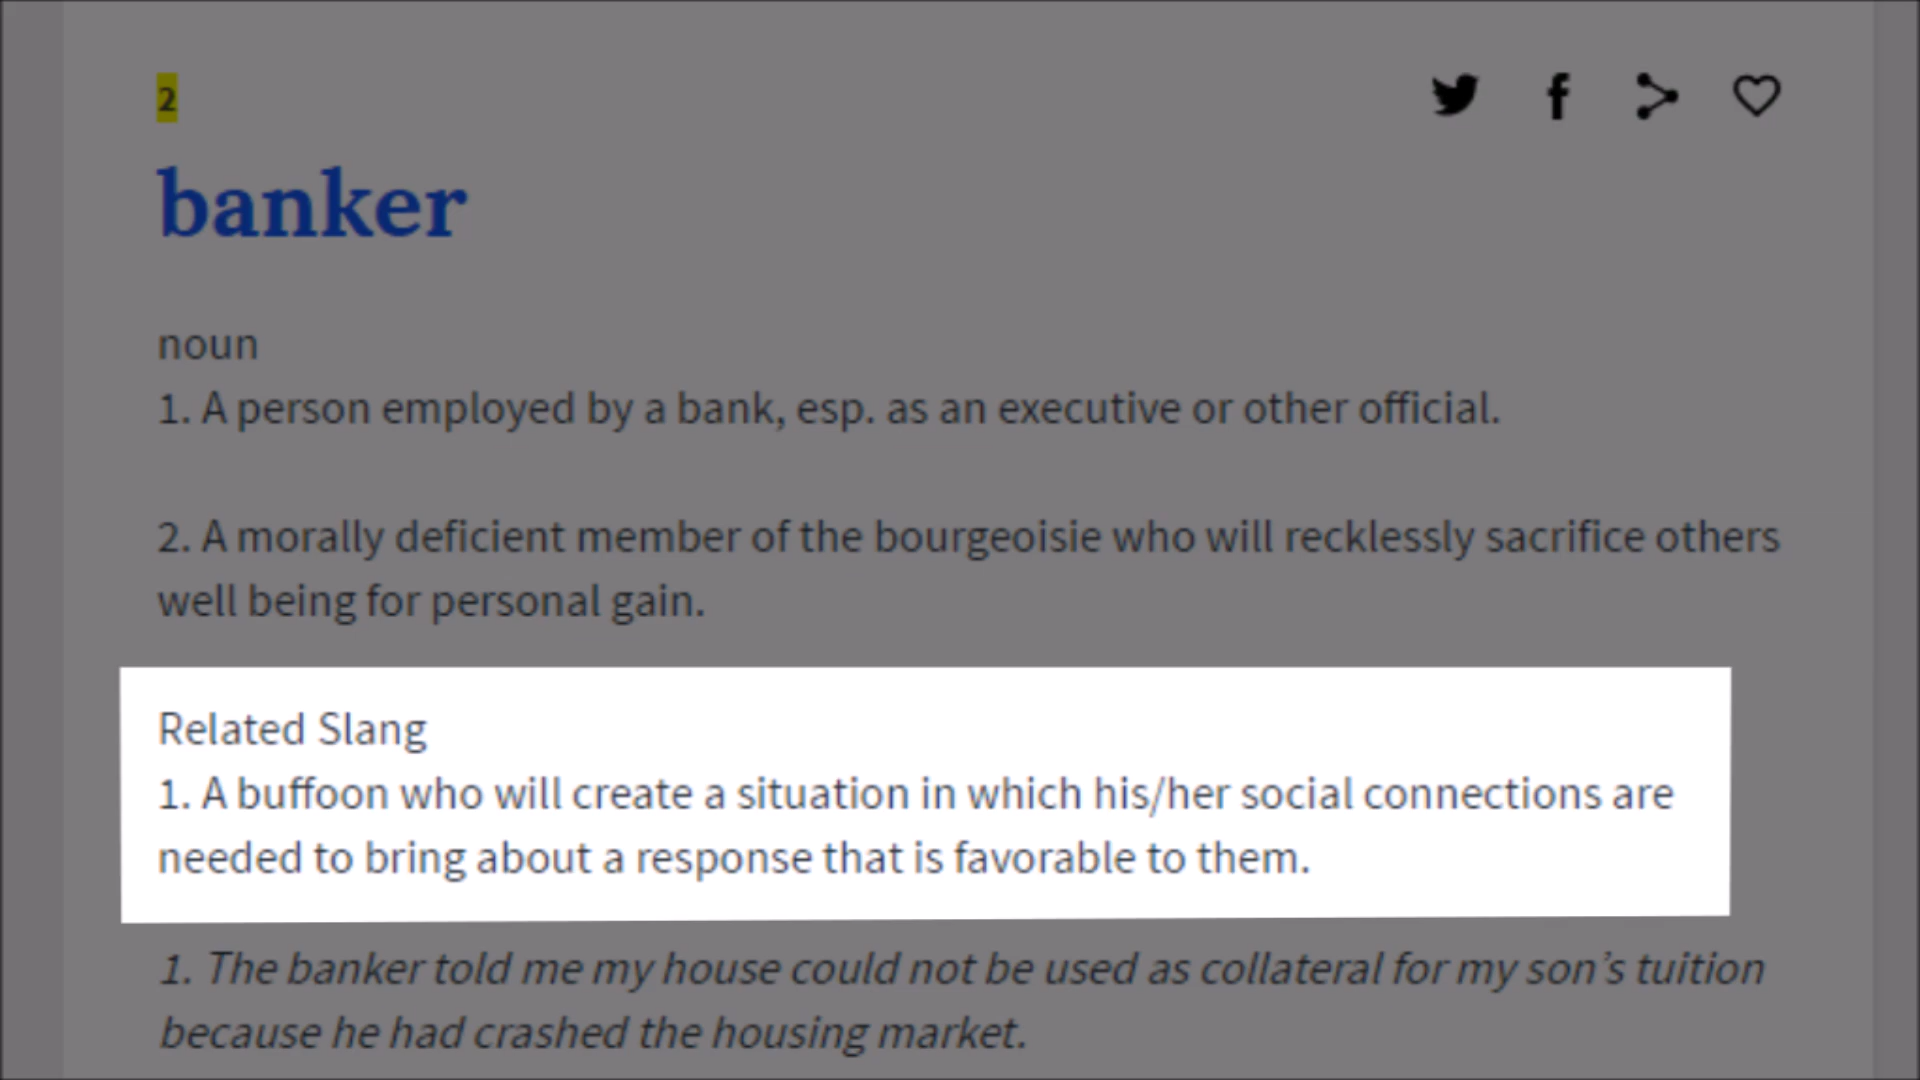 2
banker
noun
1. A person employed by a bank, esp. as an executive or other official.
2. A morally deficient member of the bourgeoisie who will recklessly sacrifice others
well being for personal gain.
Related Slang
1. A buffoon who will create a situation in which his/her social connections are
needed to bring about a response that is favorable to them.
1. The banker told me my house could not be used as collateral for my son’s tuition
because he had crashed the housing market.